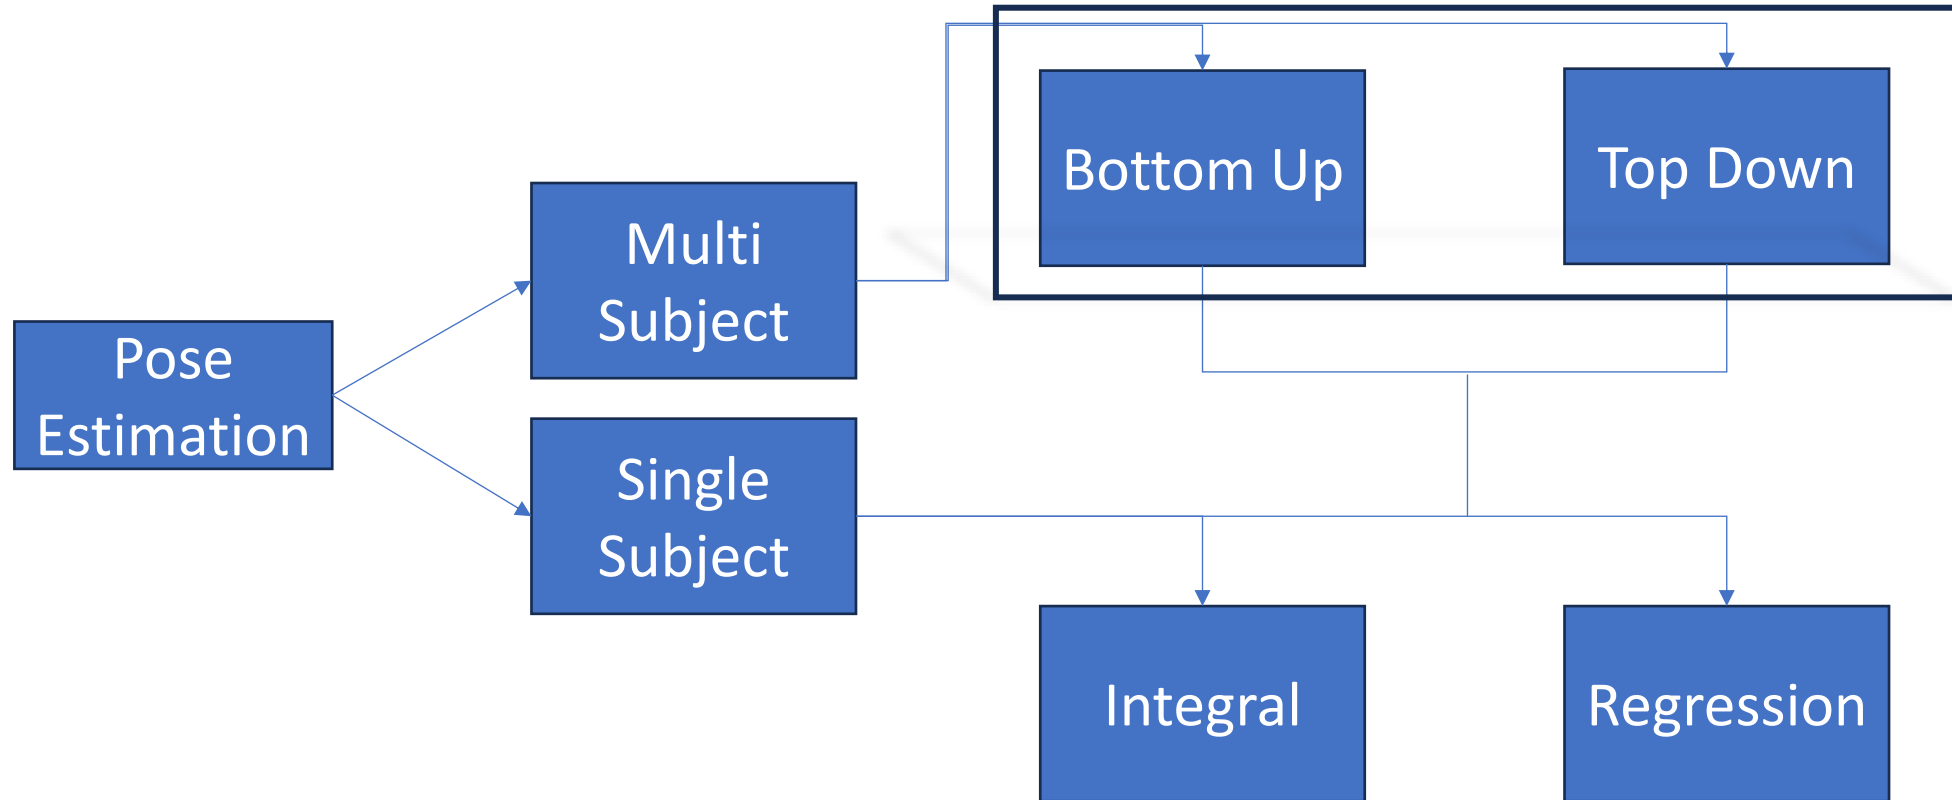 Bottom Up
Top Down
Multi
Subject
Pose
Estimation
Single
Subject
Integral
Regression